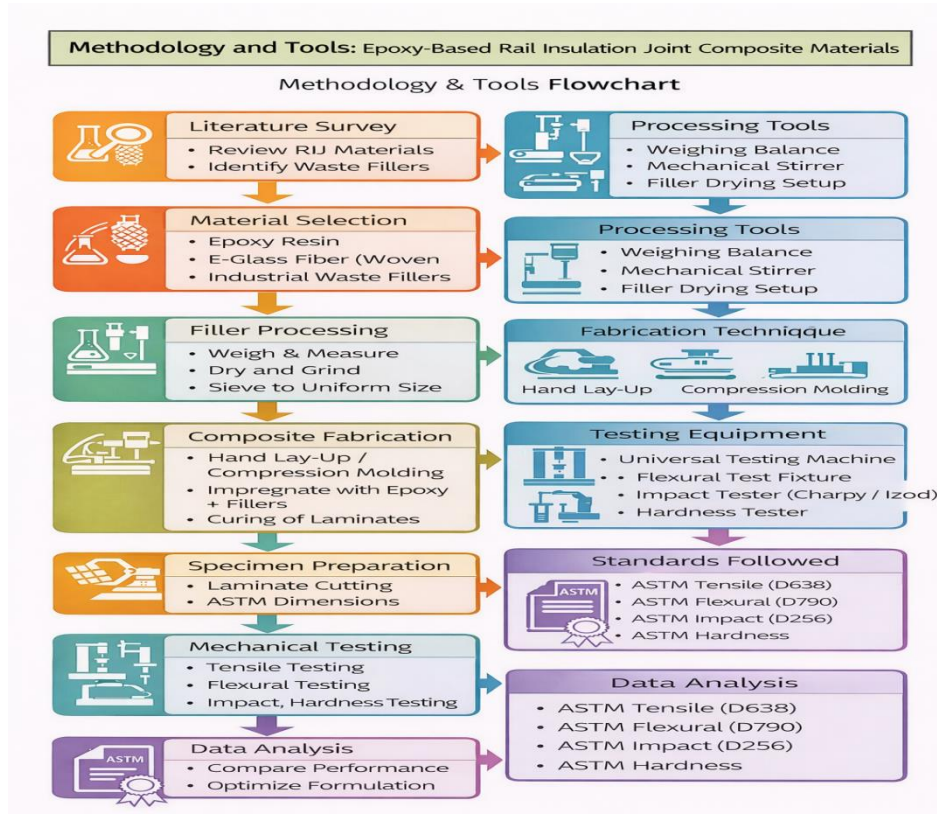 Methodology and Tools: Epoxy-Based Rail Insulation Joint Composite Materials
Methodology & Tools Flowchart
Literature Survey
• Review RIJ Materials
• Identify Waste Fillers
Material Selection
• Epoxy Resin
• E-Glass Fiber (Woven
• Industrial Waste Fillers
Filler Processing
• Weigh & Measure
• Dry and Grind
• Sieve to Uniform Size
Composite Fabrication
• Hand Lay-Up /
Compression Molding
• Impregnate with Epoxy
+ Fillers
• Curing of Laminates
Specimen Preparation
• Laminate Cutting
• ASTM Dimensions
Mechanical Testing
• Tensile Testing
• Flexural Testing
• Impact, Hardness Testing
ASTM
Data Analysis
• Compare Performance
• Optimize Formulation
Processing Tools
• Weighing Balance
• Mechanical Stirrer
• Filler Drying Setup
Processing Tools
• Weighing Balance
• Mechanical Stirrer
• Filler Drying Setup
Fabrication Techniqque
Hand Lay-Up
Compression Molding
Testing Equipment
• Universal Testing Machine
• Flexural Test Fixture
• Impact Tester (Charpy / Izod)
• Hardness Tester
Standards Followed
ASTM
• ASTM Tensile (D638)
• ASTM Flexural (D790)
• ASTM Impact (D256)
• ASTM Hardness
Data Analysis
• ASTM Tensile (D638)
• ASTM Flexural (D790)
• ASTM Impact (D256)
• ASTM Hardness